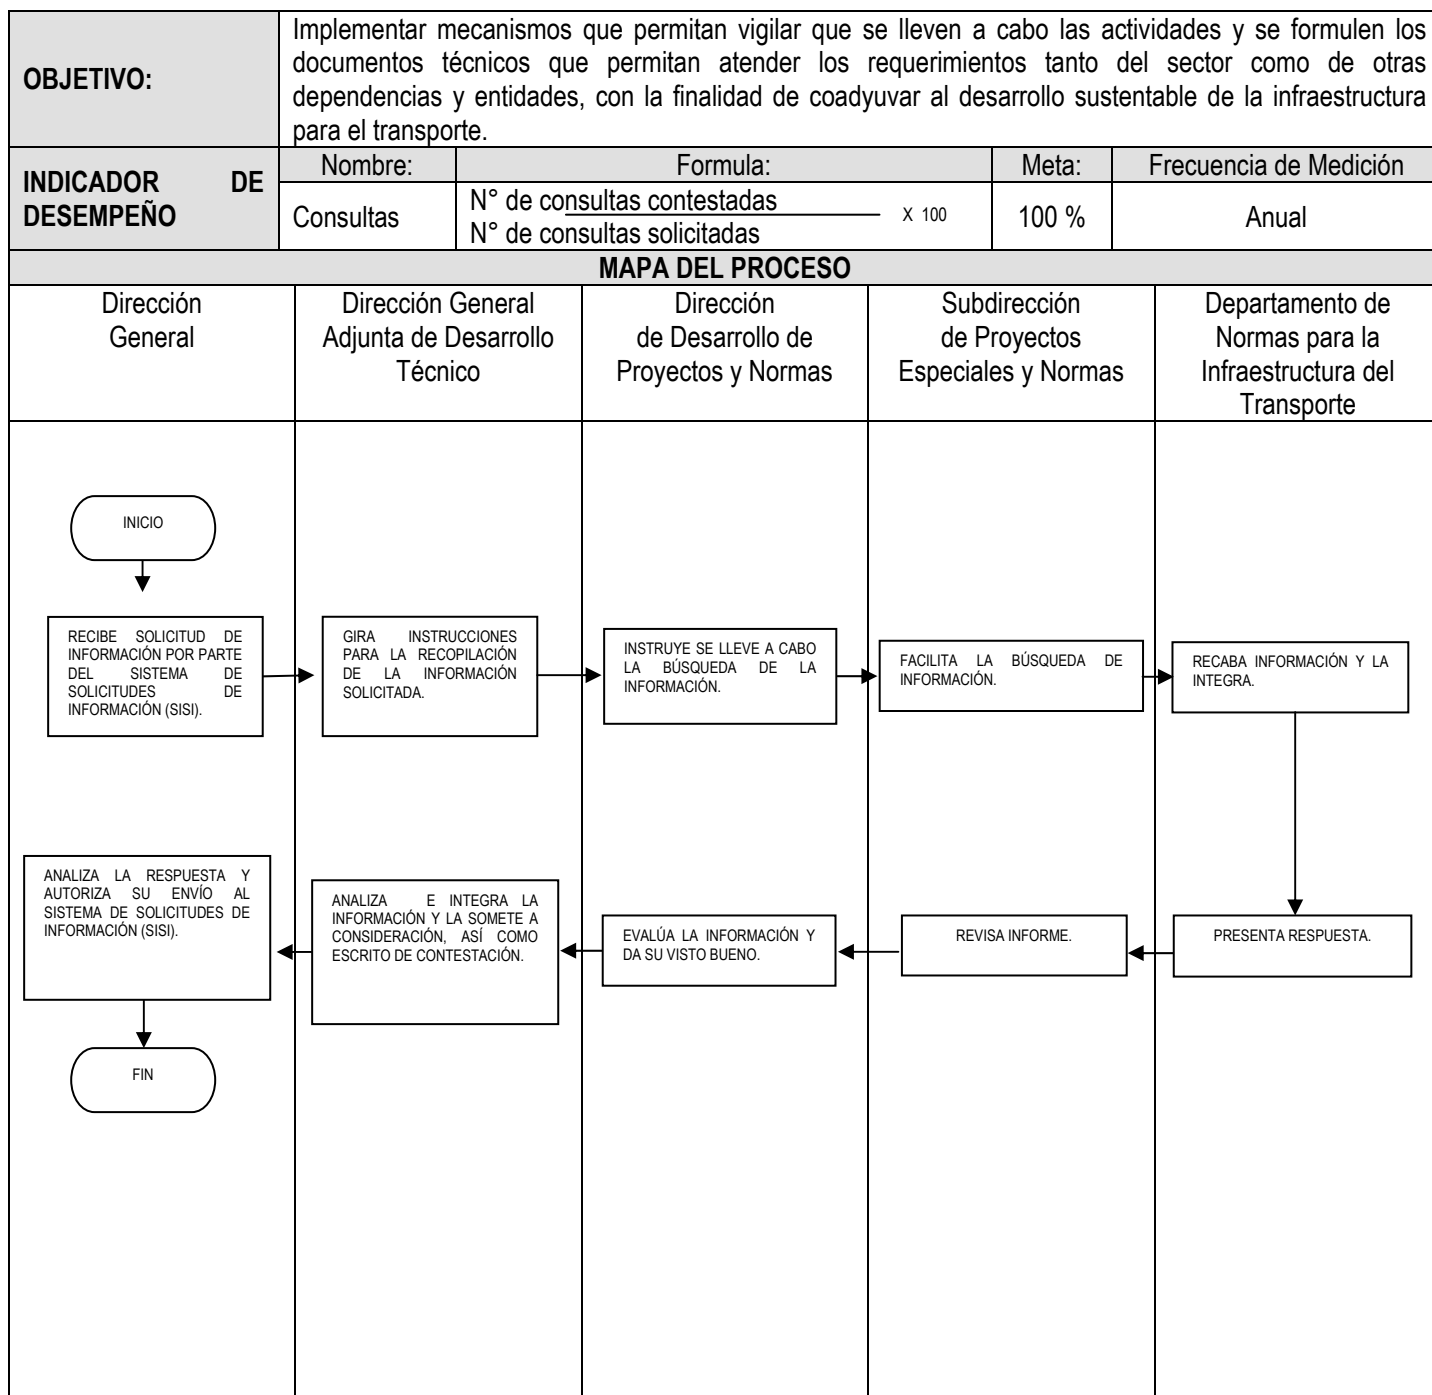 OBJETIVO:
Implementar mecanismos que permitan vigilar que se lleven a cabo las actividades y se formulen los
documentos técnicos que permitan atender los requerimientos tanto del sector como de otras
dependencias y entidades, con la finalidad de coadyuvar al desarrollo sustentable de la infraestructura
para el transporte.
INDICADOR DE
DESEMPEÑO
Nombre:
Formula:
Meta:
Frecuencia de Medición
Consultas
N° de consultas contestadas
N° de consultas solicitadas
X 100
100 %
Anual
MAPA DEL PROCESO
Dirección
General
Dirección General
Adjunta de Desarrollo
Técnico
Dirección
de Desarrollo de
Proyectos y Normas
Subdirección
de Proyectos
Especiales y Normas
Departamento de
Normas para la
Infraestructura del
Transporte
INICIO
RECIBE SOLICITUD DE
INFORMACIÓN POR PARTE
DEL SISTEMA DE
SOLICITUDES DE
INFORMACIÓN (SISI).
GIRA INSTRUCCIONES
PARA LA RECOPILACIÓN
DE LA INFORMACIÓN
SOLICITADA.
INSTRUYE SE LLEVE A CABO
LA BÚSQUEDA DE LA
INFORMACIÓN.
FACILITA LA BÚSQUEDA DE
INFORMACIÓN.
RECABA INFORMACIÓN Y LA
INTEGRA.
ANALIZA LA RESPUESTA Y
AUTORIZA SU ENVÍO AL
SISTEMA DE SOLICITUDES DE
INFORMACIÓN (SISI).
ANALIZA E INTEGRA LA
INFORMACIÓN Y LA SOMETE A
CONSIDERACIÓN, ASÍ COMO
ESCRITO DE CONTESTACIÓN.
EVALÚA LA INFORMACIÓN Y
DA SU VISTO BUENO.
REVISA INFORME.
PRESENTA RESPUESTA.
FIN